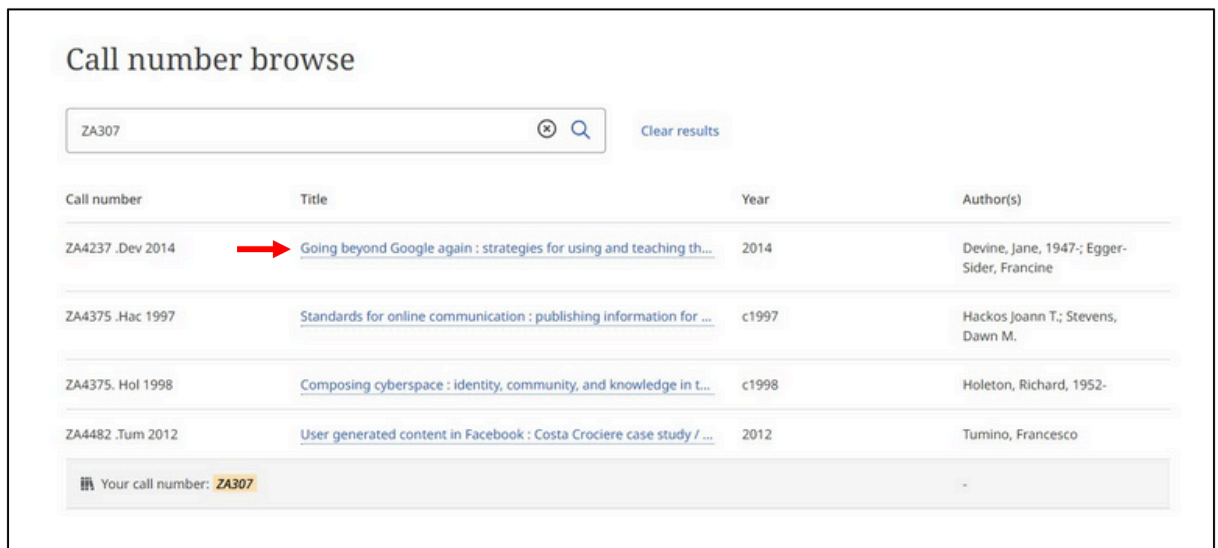 Call number browse
ZA307
Clear results
Call number Title Year Author(s)
ZA4237 .Dev 2014 Going beyond Google again : strategies for using and teaching th... 2014 Devine, Jane, 1947-; Egger-
Sider, Francine
ZA4375 .Hac 1997 Standards for online communication : publishing information for ... c1997 Hackos Joann T.; Stevens,
Dawn M.
ZA4375. Hol 1998 Composing cyberspace : identity, community, and knowledge in t... c1998 Holeton, Richard, 1952-
ZA4482 .Tum 2012 User generated content in Facebook : Costa Crociere case study / ... 2012 Tumino, Francesco
Your call number: ZA307 -